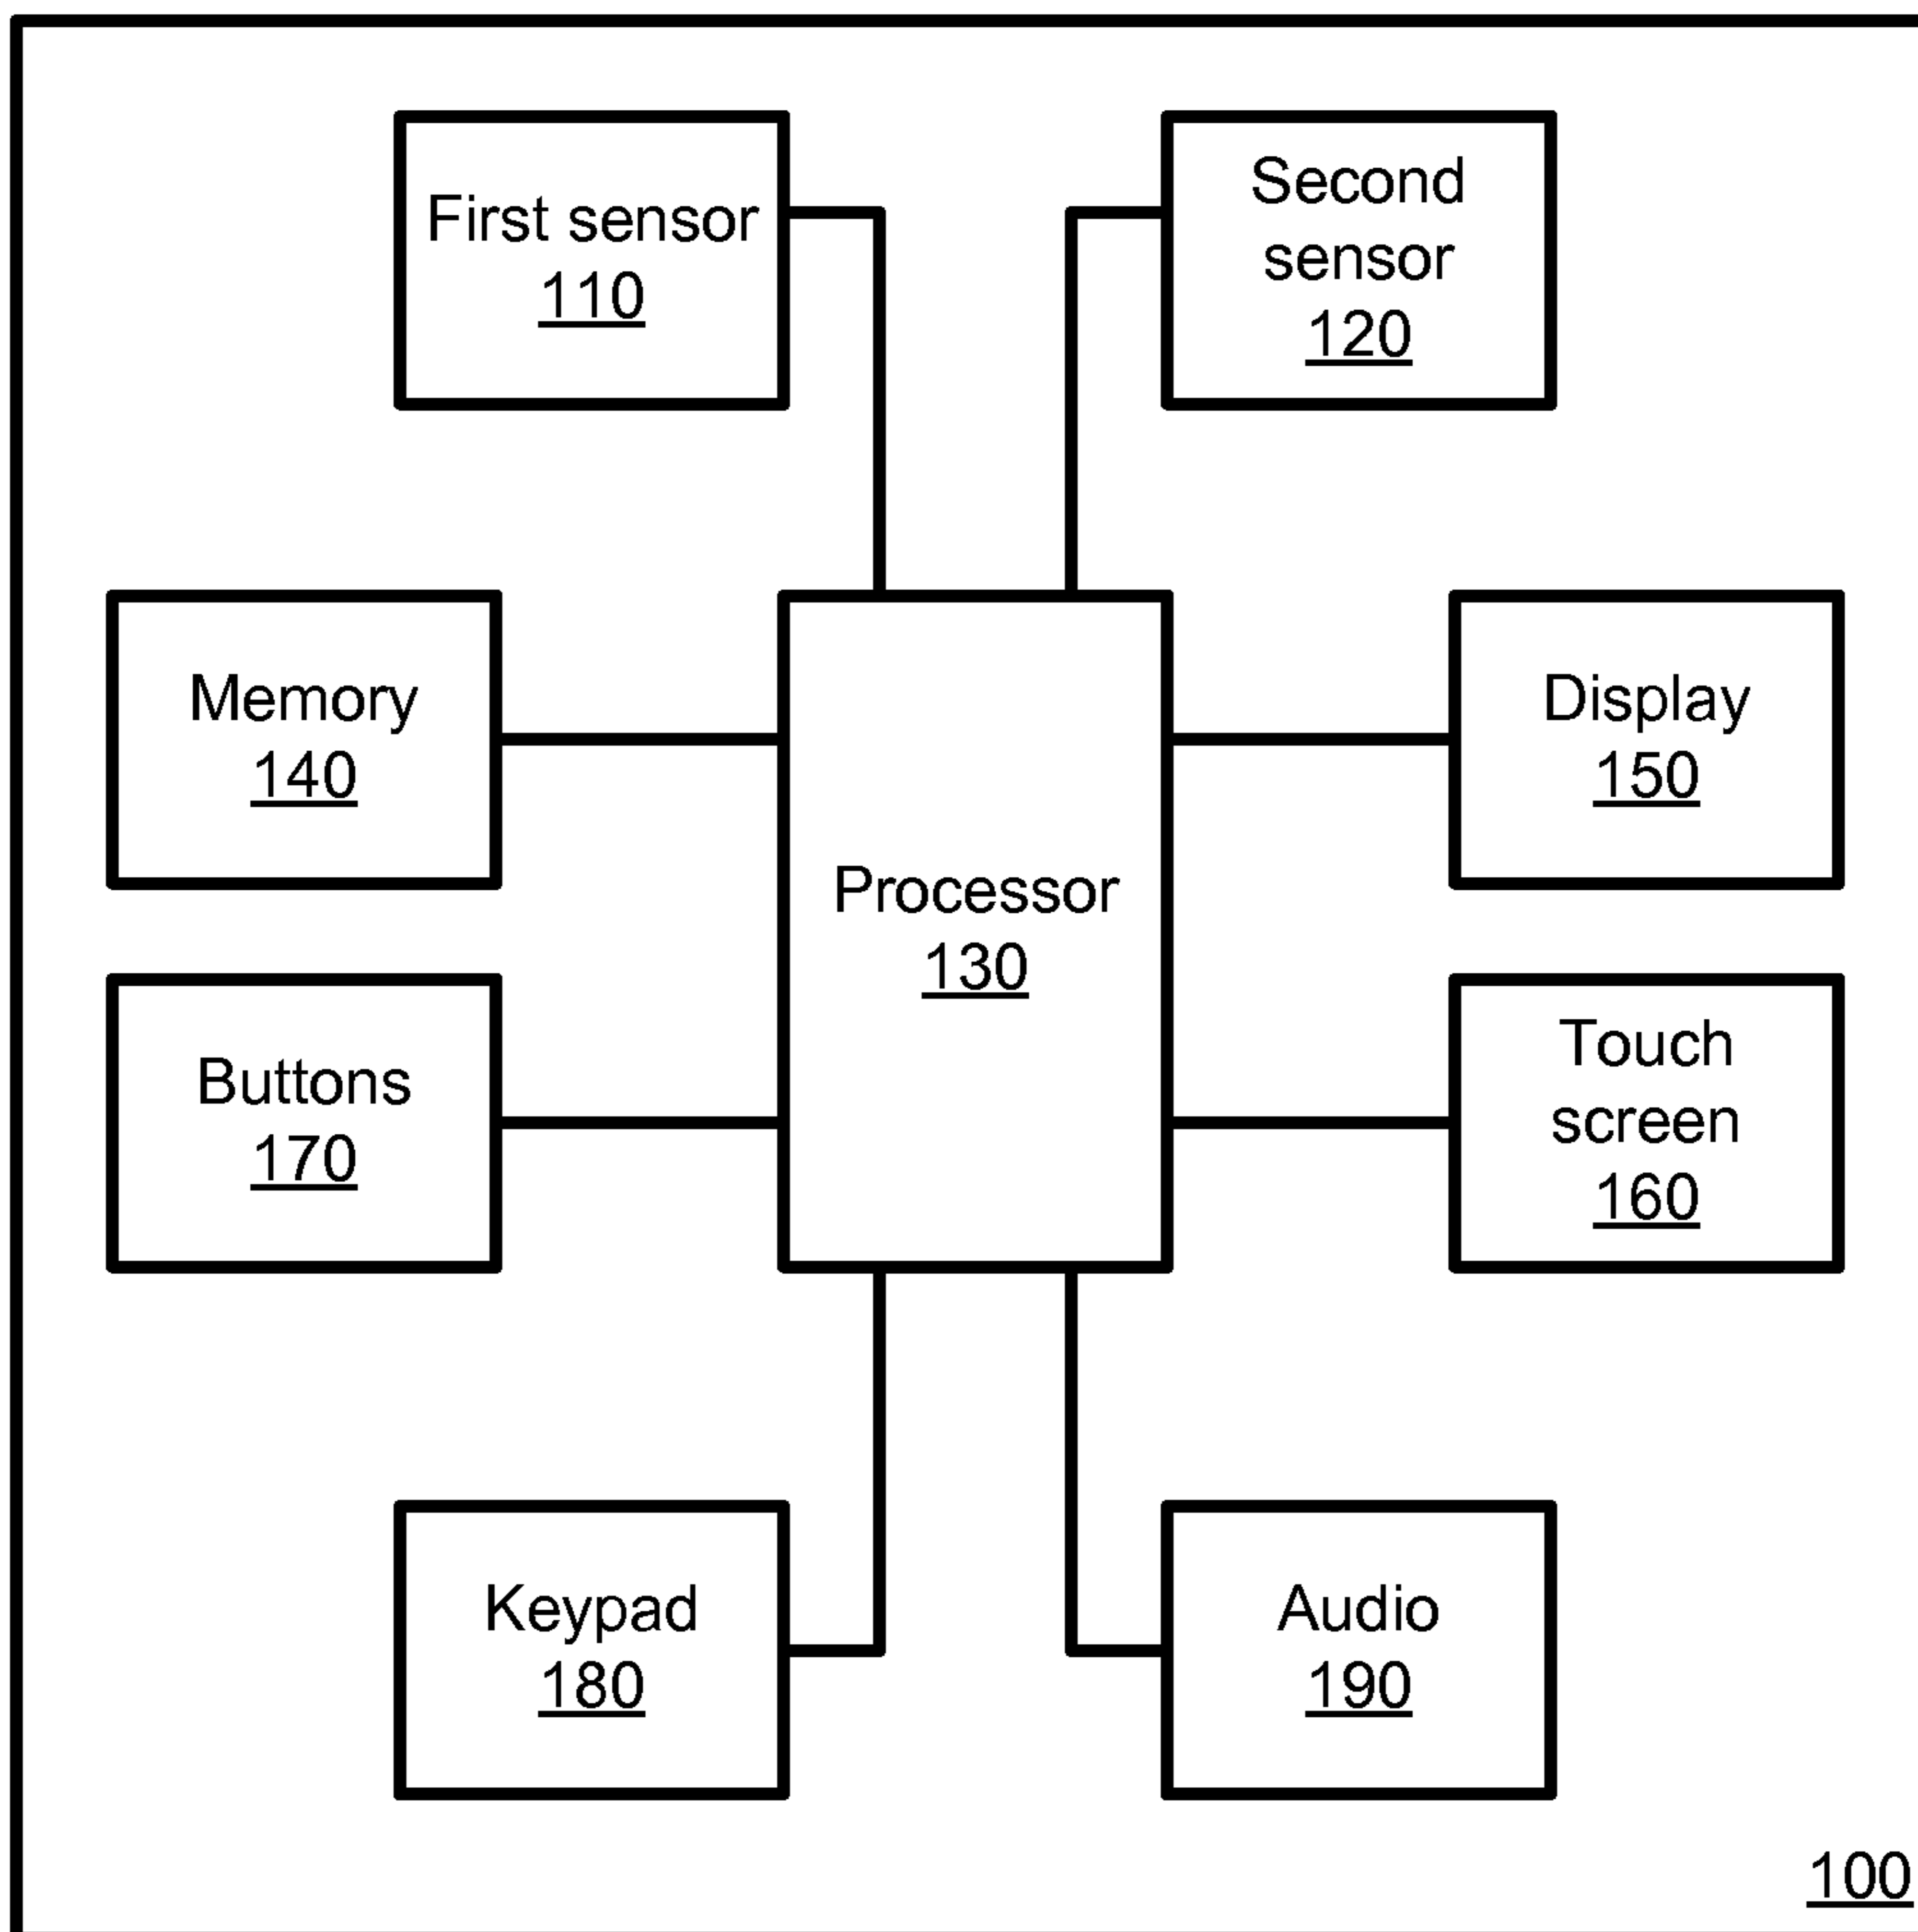 First sensor
110
Second
sensor
120
Memory
140
Display
150
Processor
130
Buttons
170
Touch
screen
160
Keypad
180
Audio
190
100